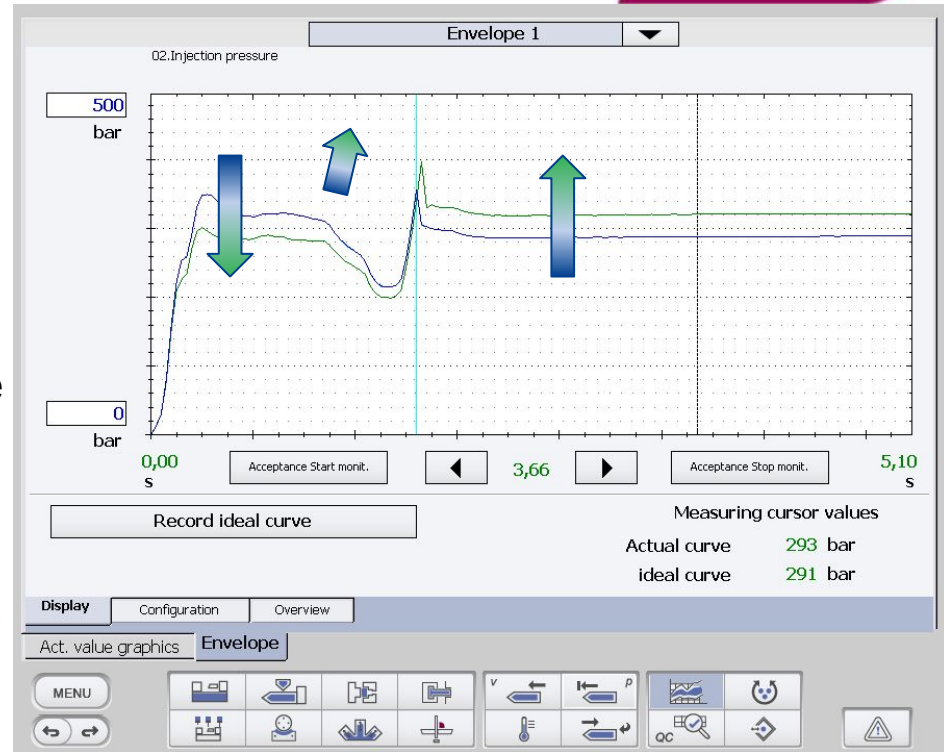 Envelope 1
02.Injection pressure
500
bar
e
0
bar
0,00
s
Acceptance Start monit.
3,66
Acceptance Stop monit.
5,10
s
Record ideal curve
Measuring cursor values
Actual curve 293 bar
ideal curve 291 bar
Display Configuration Overview
Act. value graphics Envelope
MENU
v
p
QC